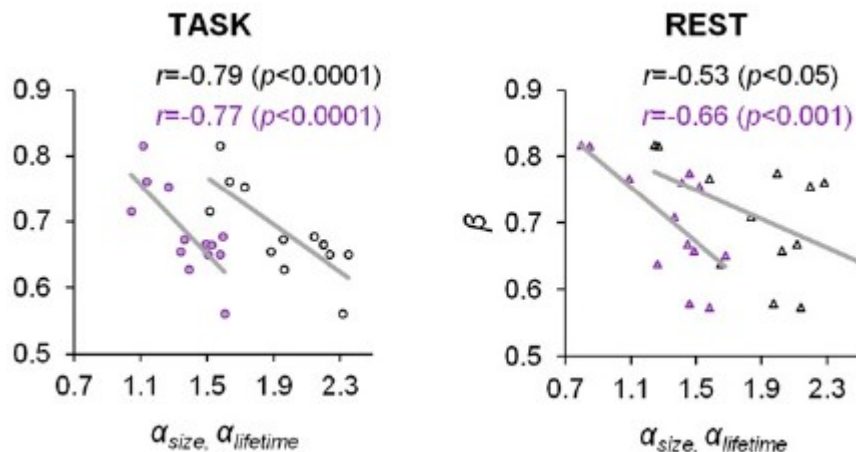 TASK
r=-0.79 (p<0.0001)
r=-0.77 (p<0.0001)
0.9
0.8
0.7
0.6
0.5
0.7 1.1 1.5 1.9 2.3
αsize, αlifetime
REST
r=-0.53 (p<0.05)
r=-0.66 (p<0.001)
β
0.9
0.8
0.7
0.6
0.5
0.7 1.1 1.5 1.9 2.3
αsize, αlifetime